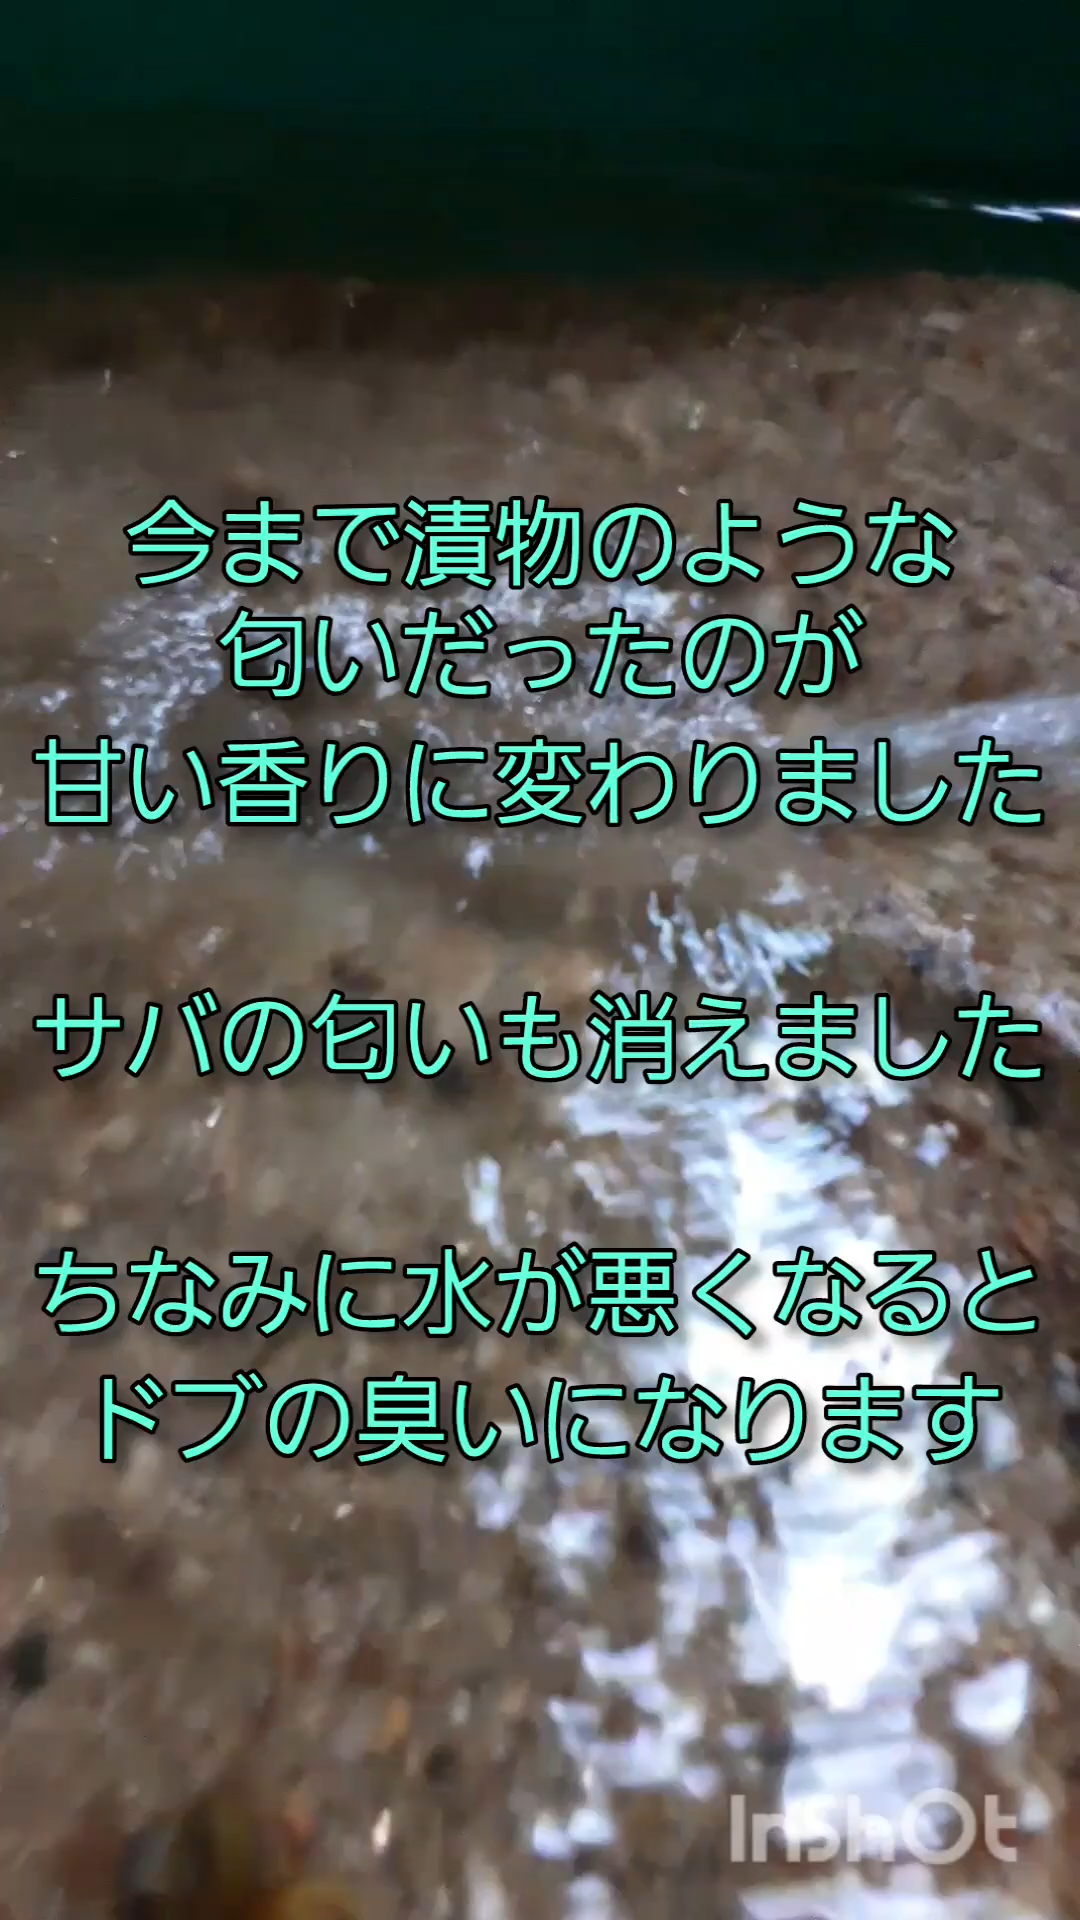 今まで漬物のような
匂いだったのが
甘い香りに変わりました
サバの匂いも消えました
ちなみに水が悪くなると
ドブの臭いになります
InShOt